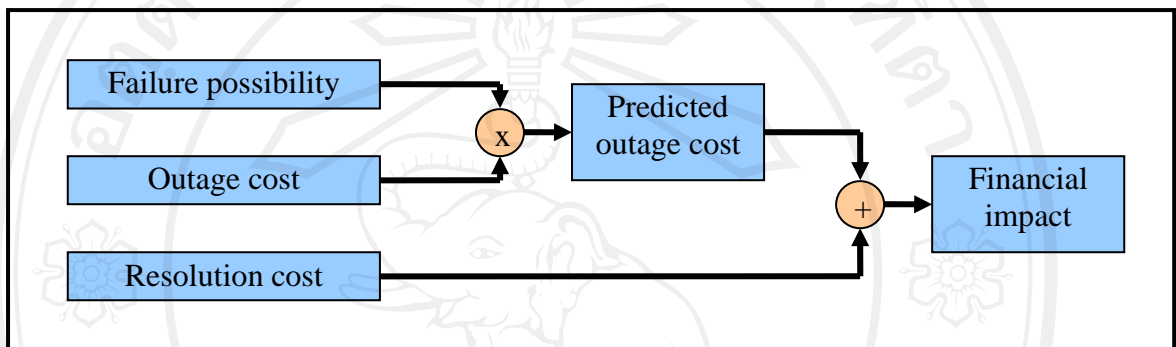 Failure possibility
Outage cost
Resolution cost
x
Predicted
outage cost
+
Financial
impact